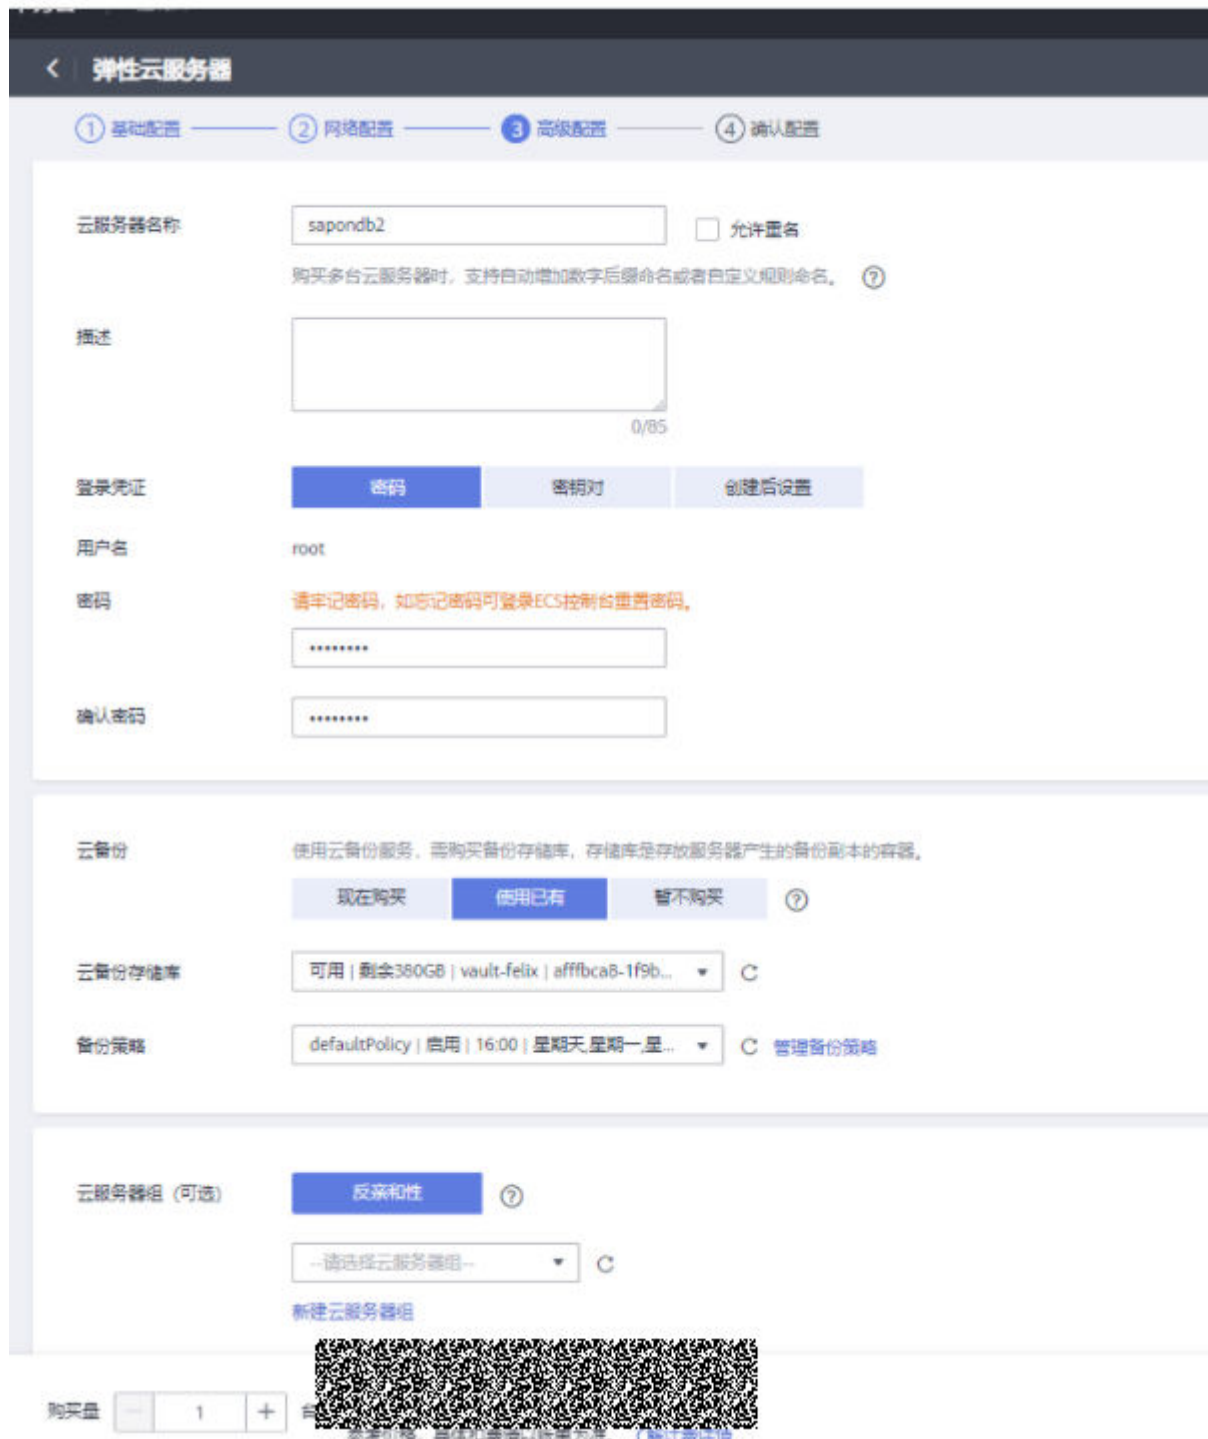 弹性云服务器
1 基础配置 2 网络配置 3 高级配置 4 确认配置
云服务器名称 sapondb2 允许重名
购买多台云服务器时，支持自动增加数字后缀命名或者自定义规则命名。 ?
描述
0/85
登录凭证 密码 密钥对 创建后设置
用户名 root
密码 请牢记密码，如忘记密码可登录ECS控制台重置密码。
••••••••
确认密码 ••••••••
云备份 使用云备份服务，需购买备份存储库，存储库是存放服务器产生的备份副本的容器。
现在购买 使用已有 暂不购买 ?
云备份存储库 可用 | 剩余380GB | vault-felix | afffbca8-1f9b...
备份策略 defaultPolicy | 启用 | 16:00 | 星期天,星期一,星... 管理备份策略
云服务器组（可选） 反亲和性 ?
--请选择云服务器组--
新建云服务器组
购买量 1 台